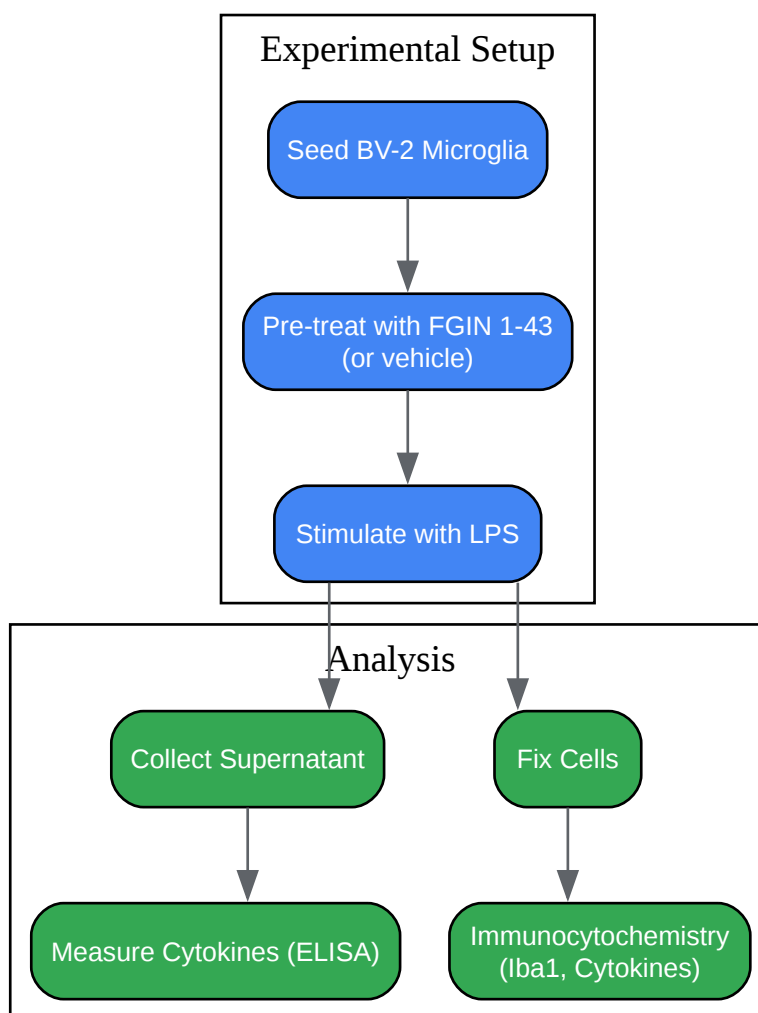 Experimental Setup
Seed BV-2 Microglia
Pre-treat with FGIN 1-43
(or vehicle)
Stimulate with LPS
Analysis
Collect Supernatant
Fix Cells
Measure Cytokines (ELISA)
Immunocytochemistry
(Iba1, Cytokines)